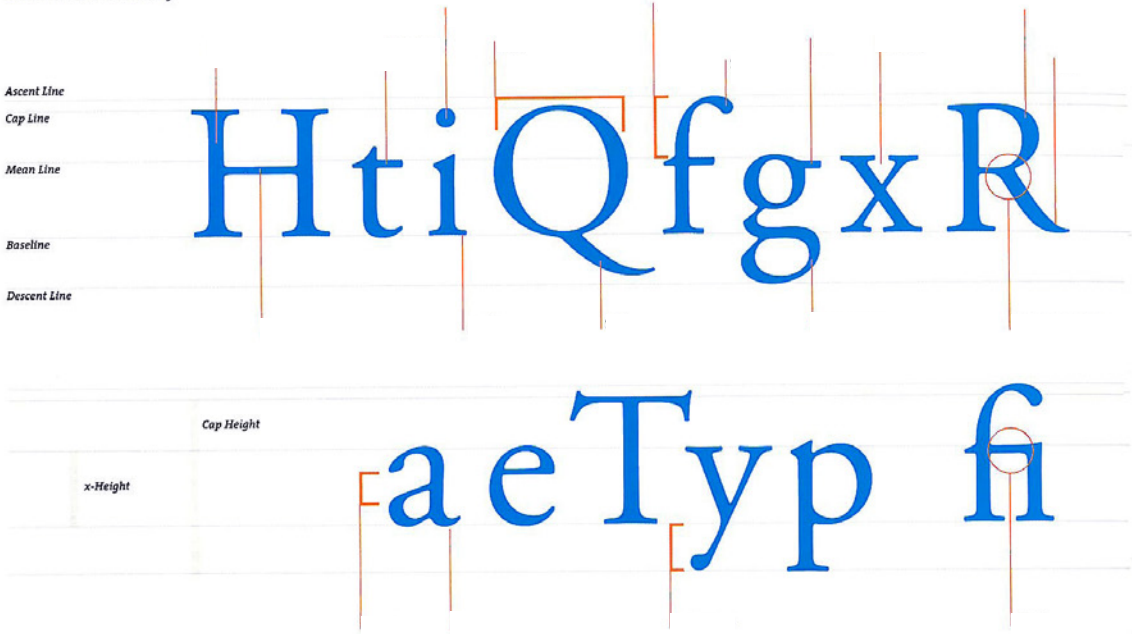 Ascent Line
Cap Line
Mean Line
Baseline
Descent Line
HtiQfgxR
Cap Height
x-Height
aeTyp fi